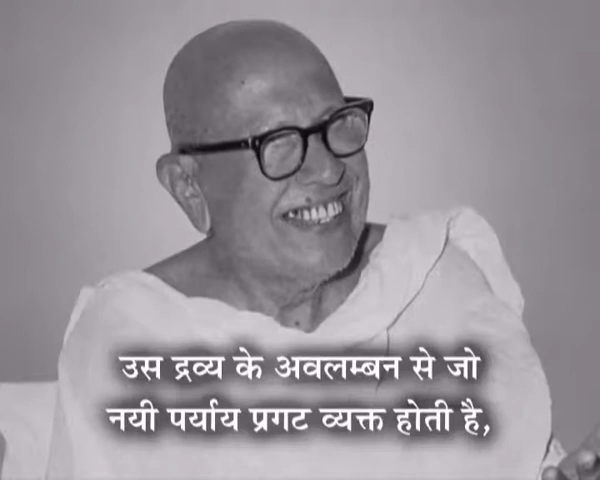 उस द्रव्य के अवलम्बन से जो
नयी पर्याय प्रगट व्यक्त होती है,